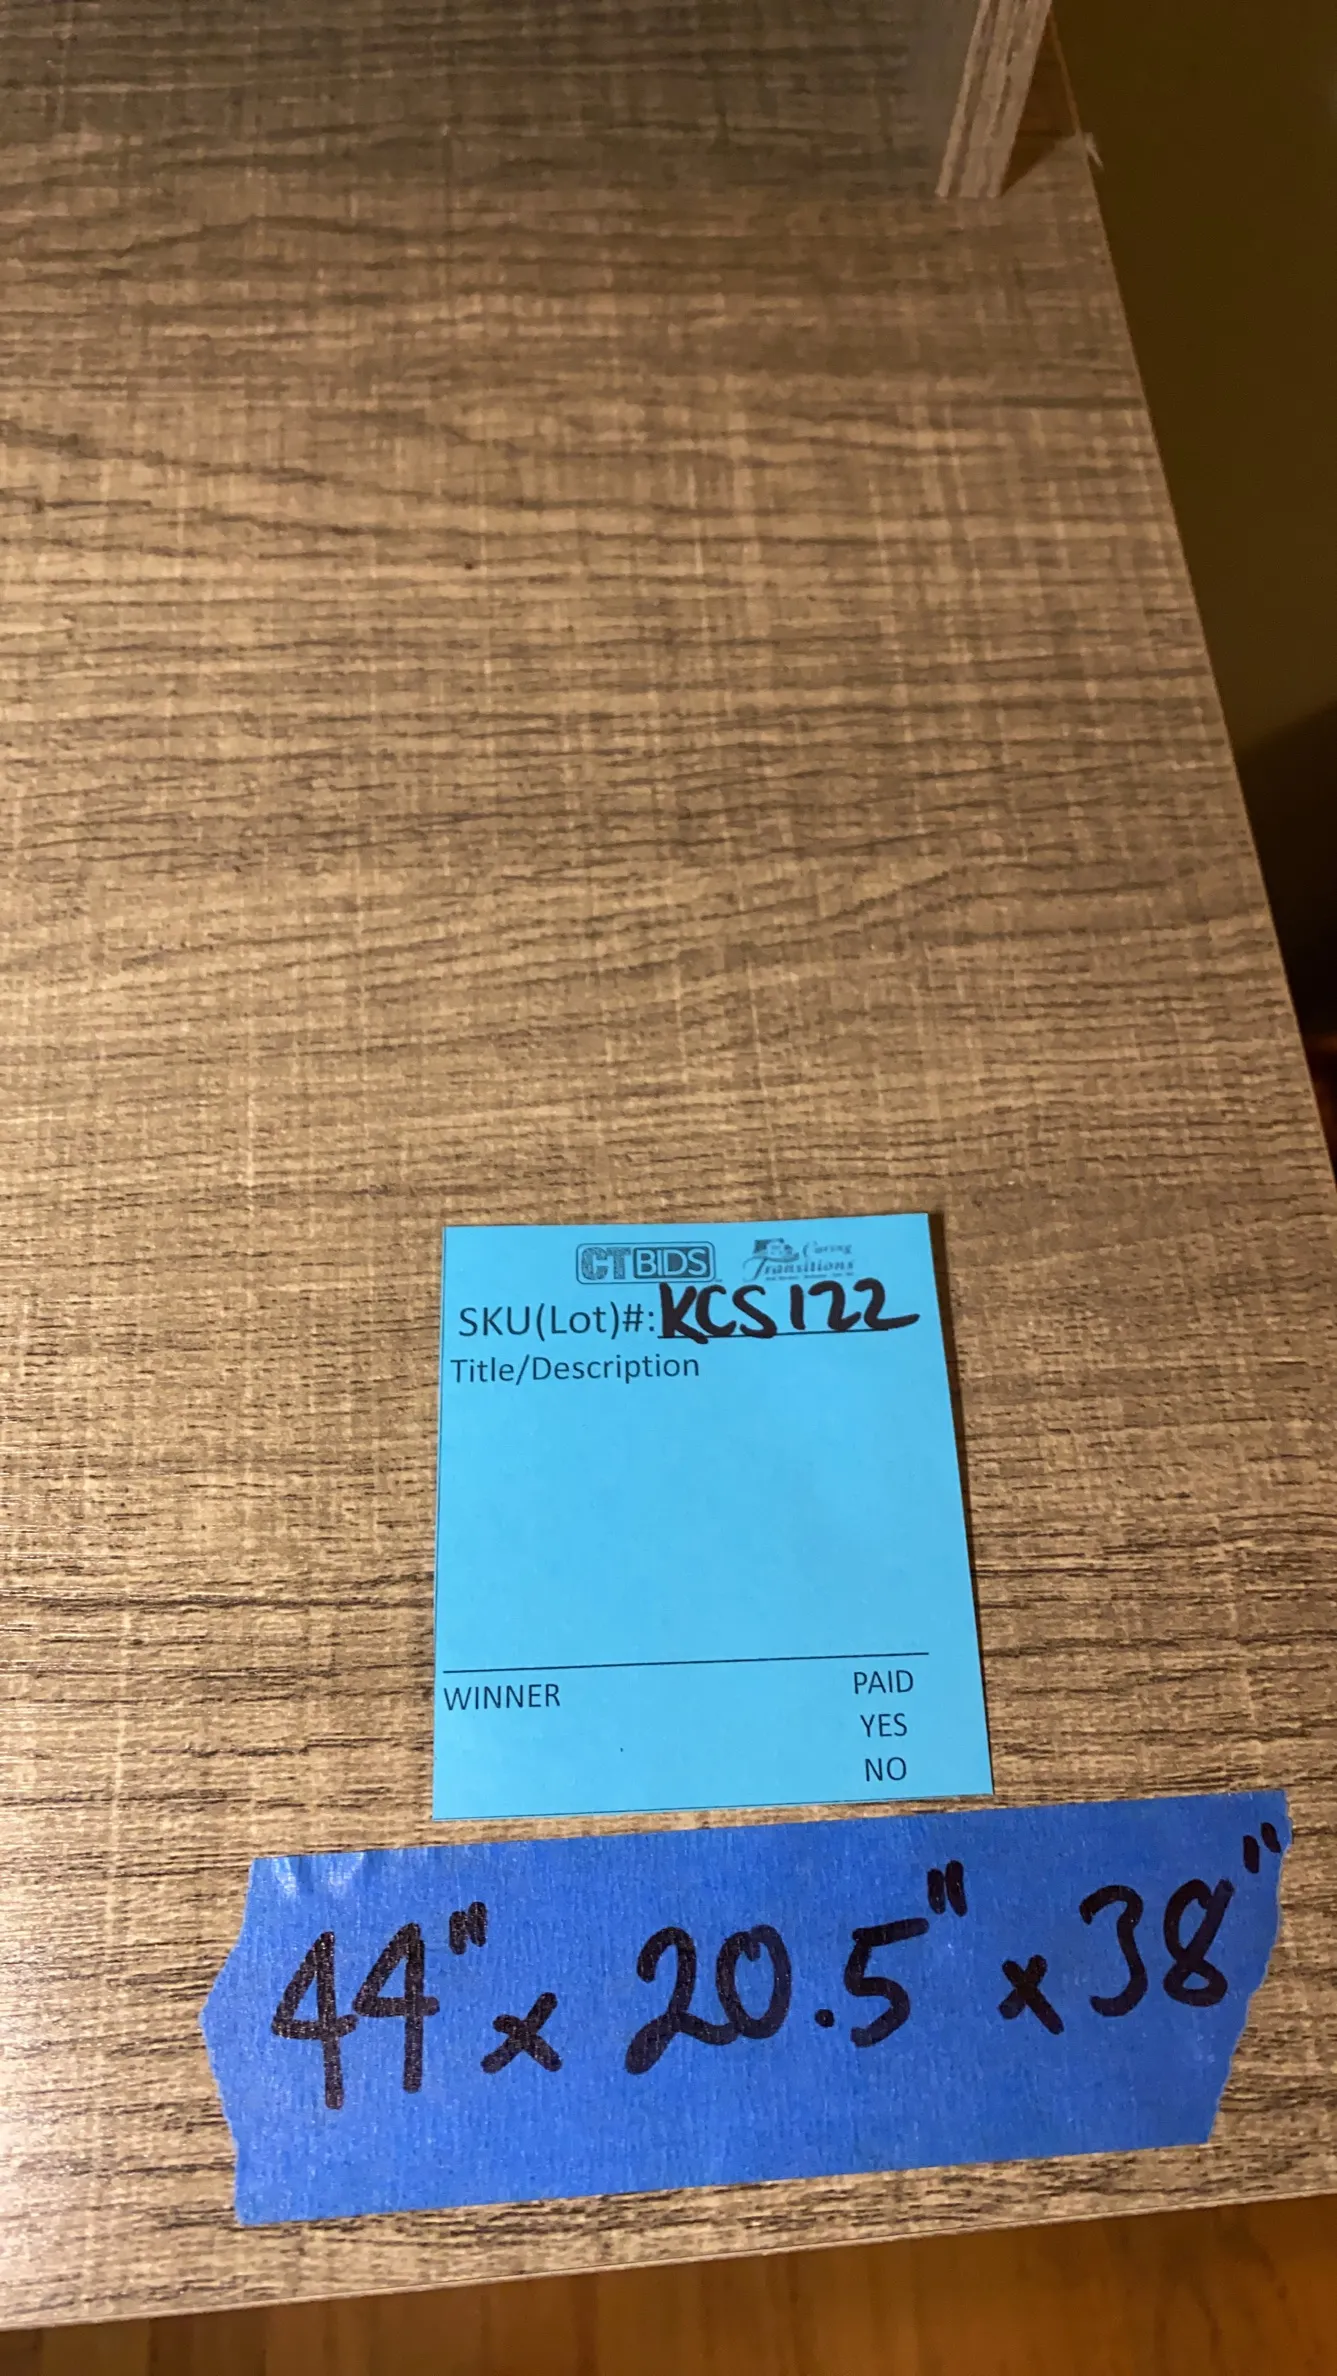 CTBIDS Caring
Transitions
SKU(Lot)#: KCS122
Title/Description
WINNER PAID
YES
NO
44" x 20.5" x 38"